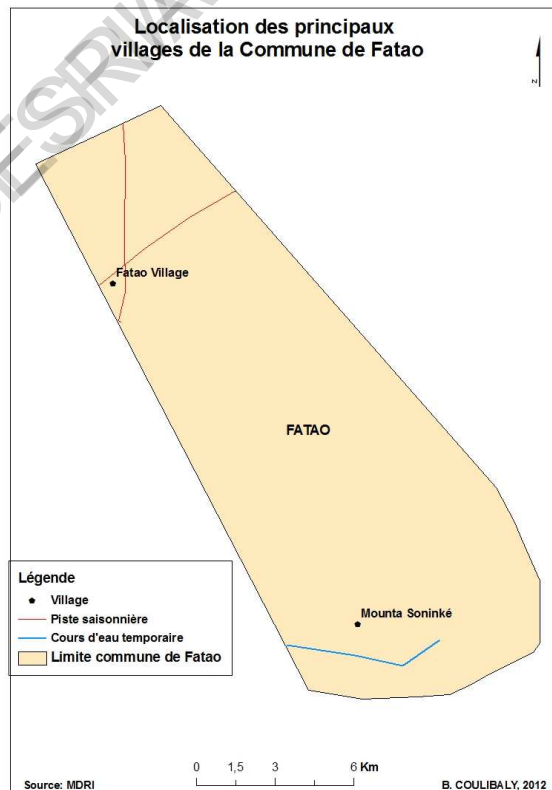 Localisation des principaux
villages de la Commune de Fatao
N
Fatao Village
FATAO
Mounta Soninké
Légende
Village
Piste saisonnière
Cours d'eau temporaire
Limite commune de Fatao
0 1,5 3 6 Km
Source: MDRI
B. COULIBALY, 2012